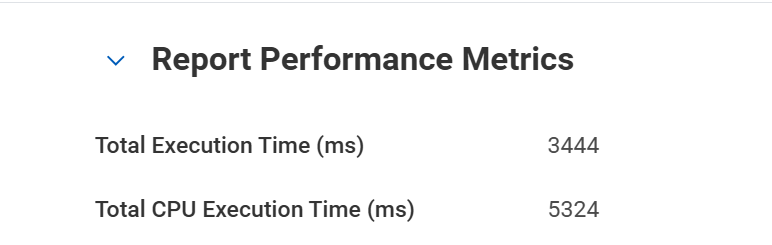 Report Performance Metrics
Total Execution Time (ms) 3444
Total CPU Execution Time (ms) 5324